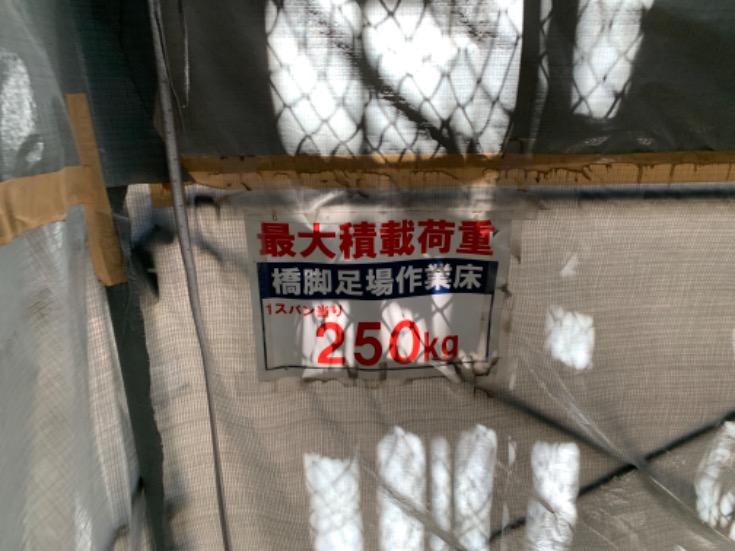 最大積載荷重
橋脚足場作業床
1スパン当り
250kg